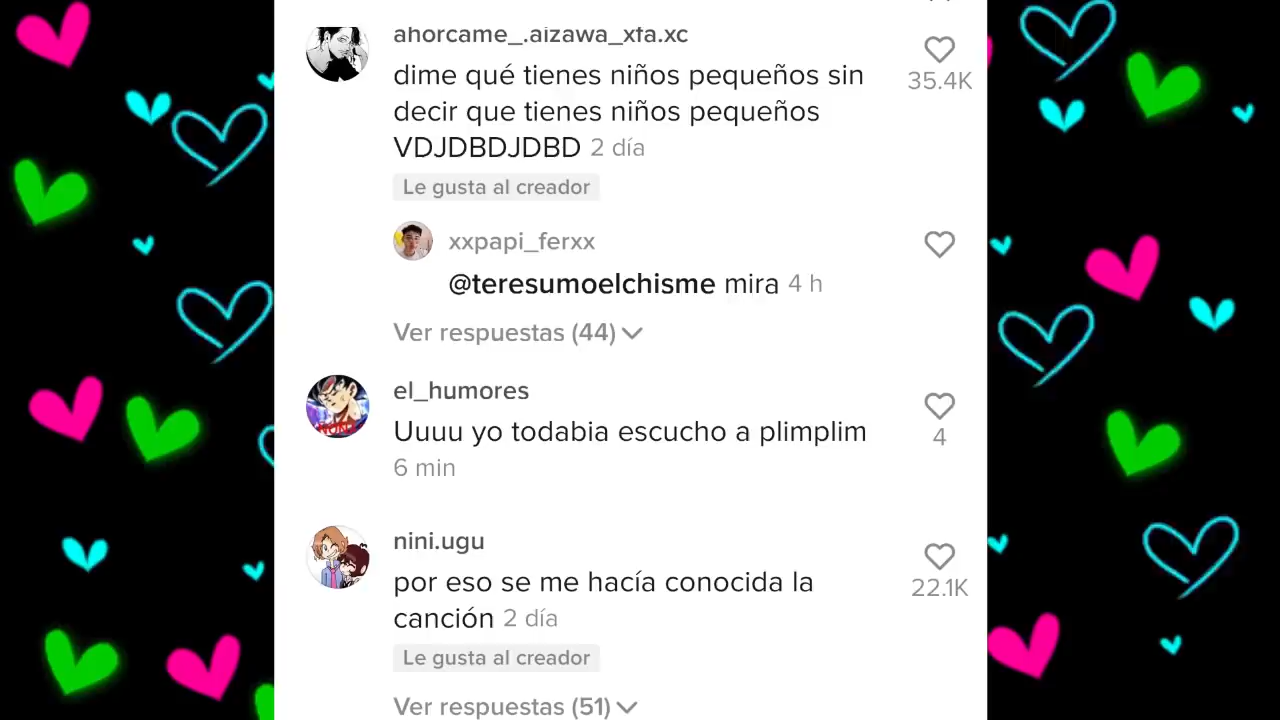 ahorcame_.aizawa_xfa.xc
35.4K
dime qué tienes niños pequeños sin
decir que tienes niños pequeños
VDJDBDJDBD 2 día
Le gusta al creador
xxpapi_ferxx
@teresumoelchisme mira 4 h
Ver respuestas (44)
el_humores
Uuuu yo todabia escucho a plimplim
4
6 min
nini.ugu
por eso se me hacía conocida la
22.1K
canción 2 día
Le gusta al creador
Ver respuestas (51)